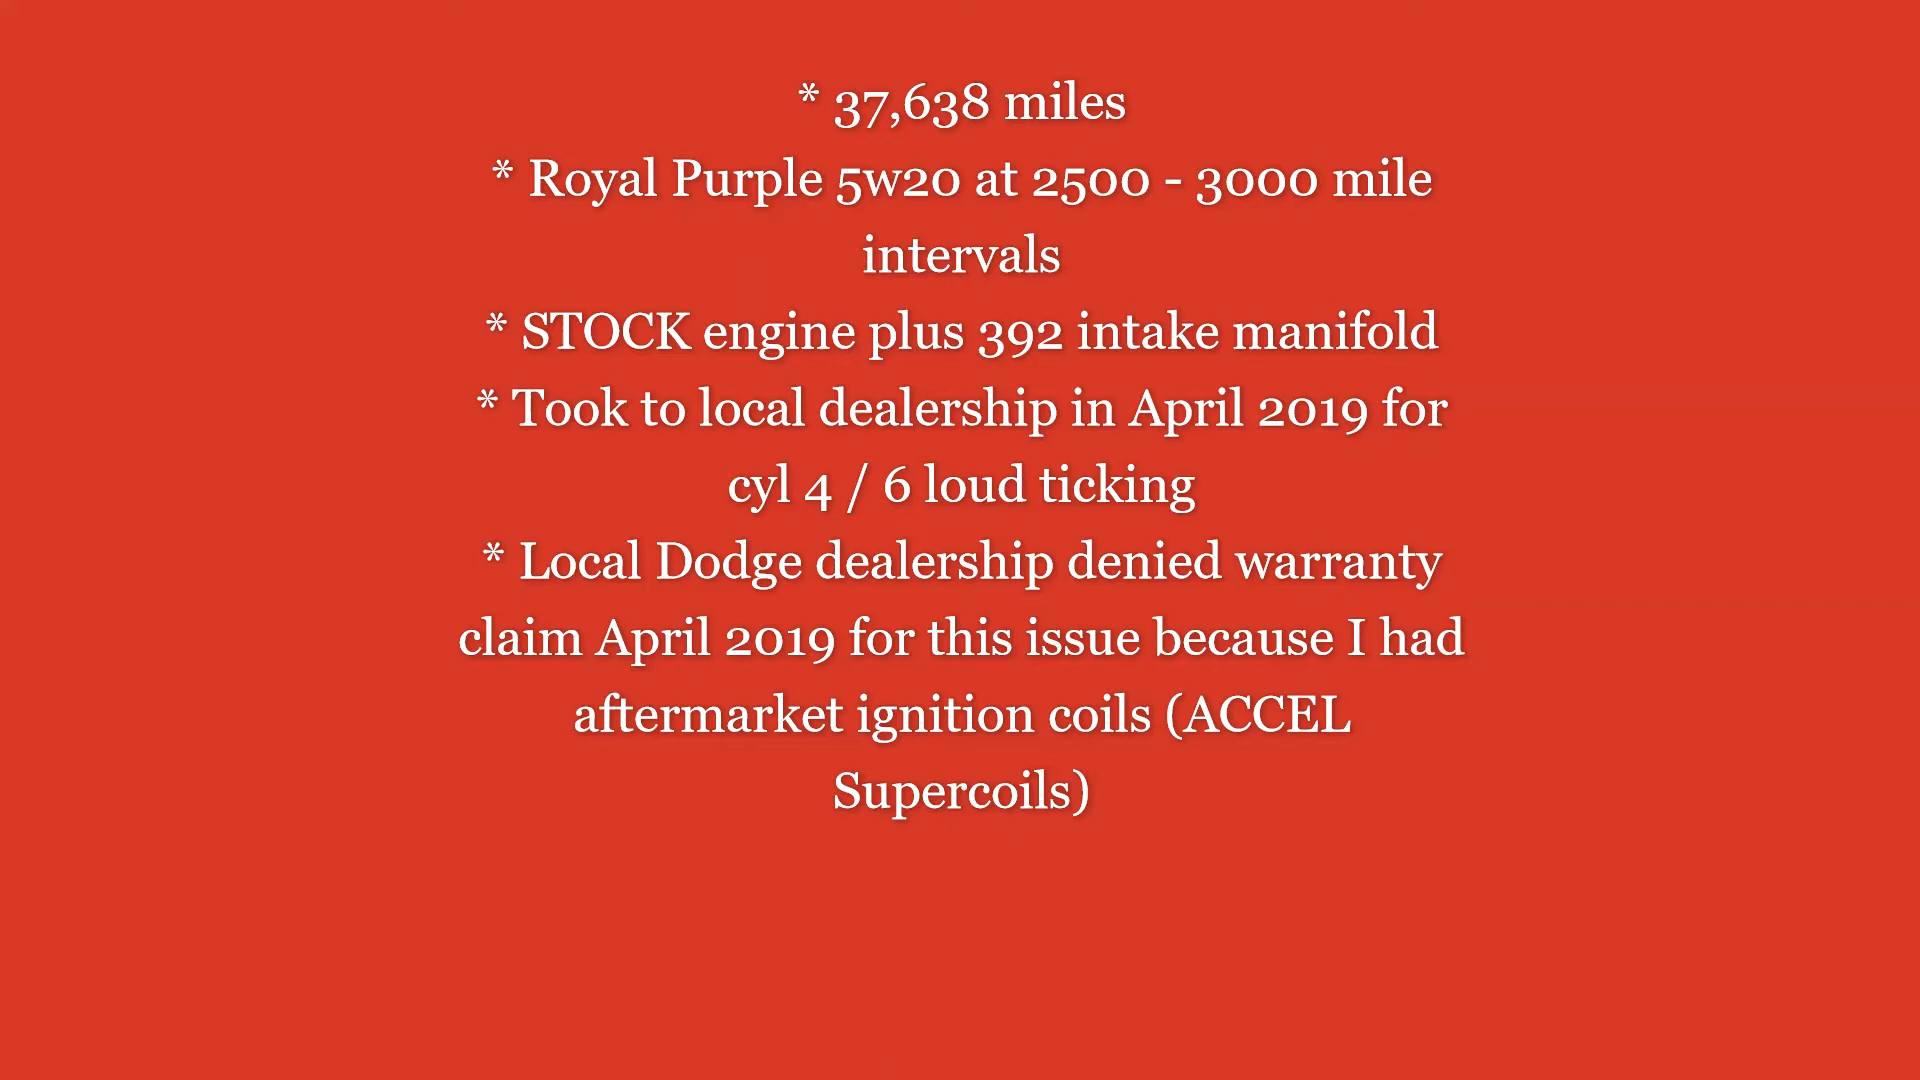 * 37,638 miles
* Royal Purple 5w20 at 2500 - 3000 mile
intervals
* STOCK engine plus 392 intake manifold
* Took to local dealership in April 2019 for
cyl 4 / 6 loud ticking
* Local Dodge dealership denied warranty
claim April 2019 for this issue because I had
aftermarket ignition coils (ACCEL
Supercoils)